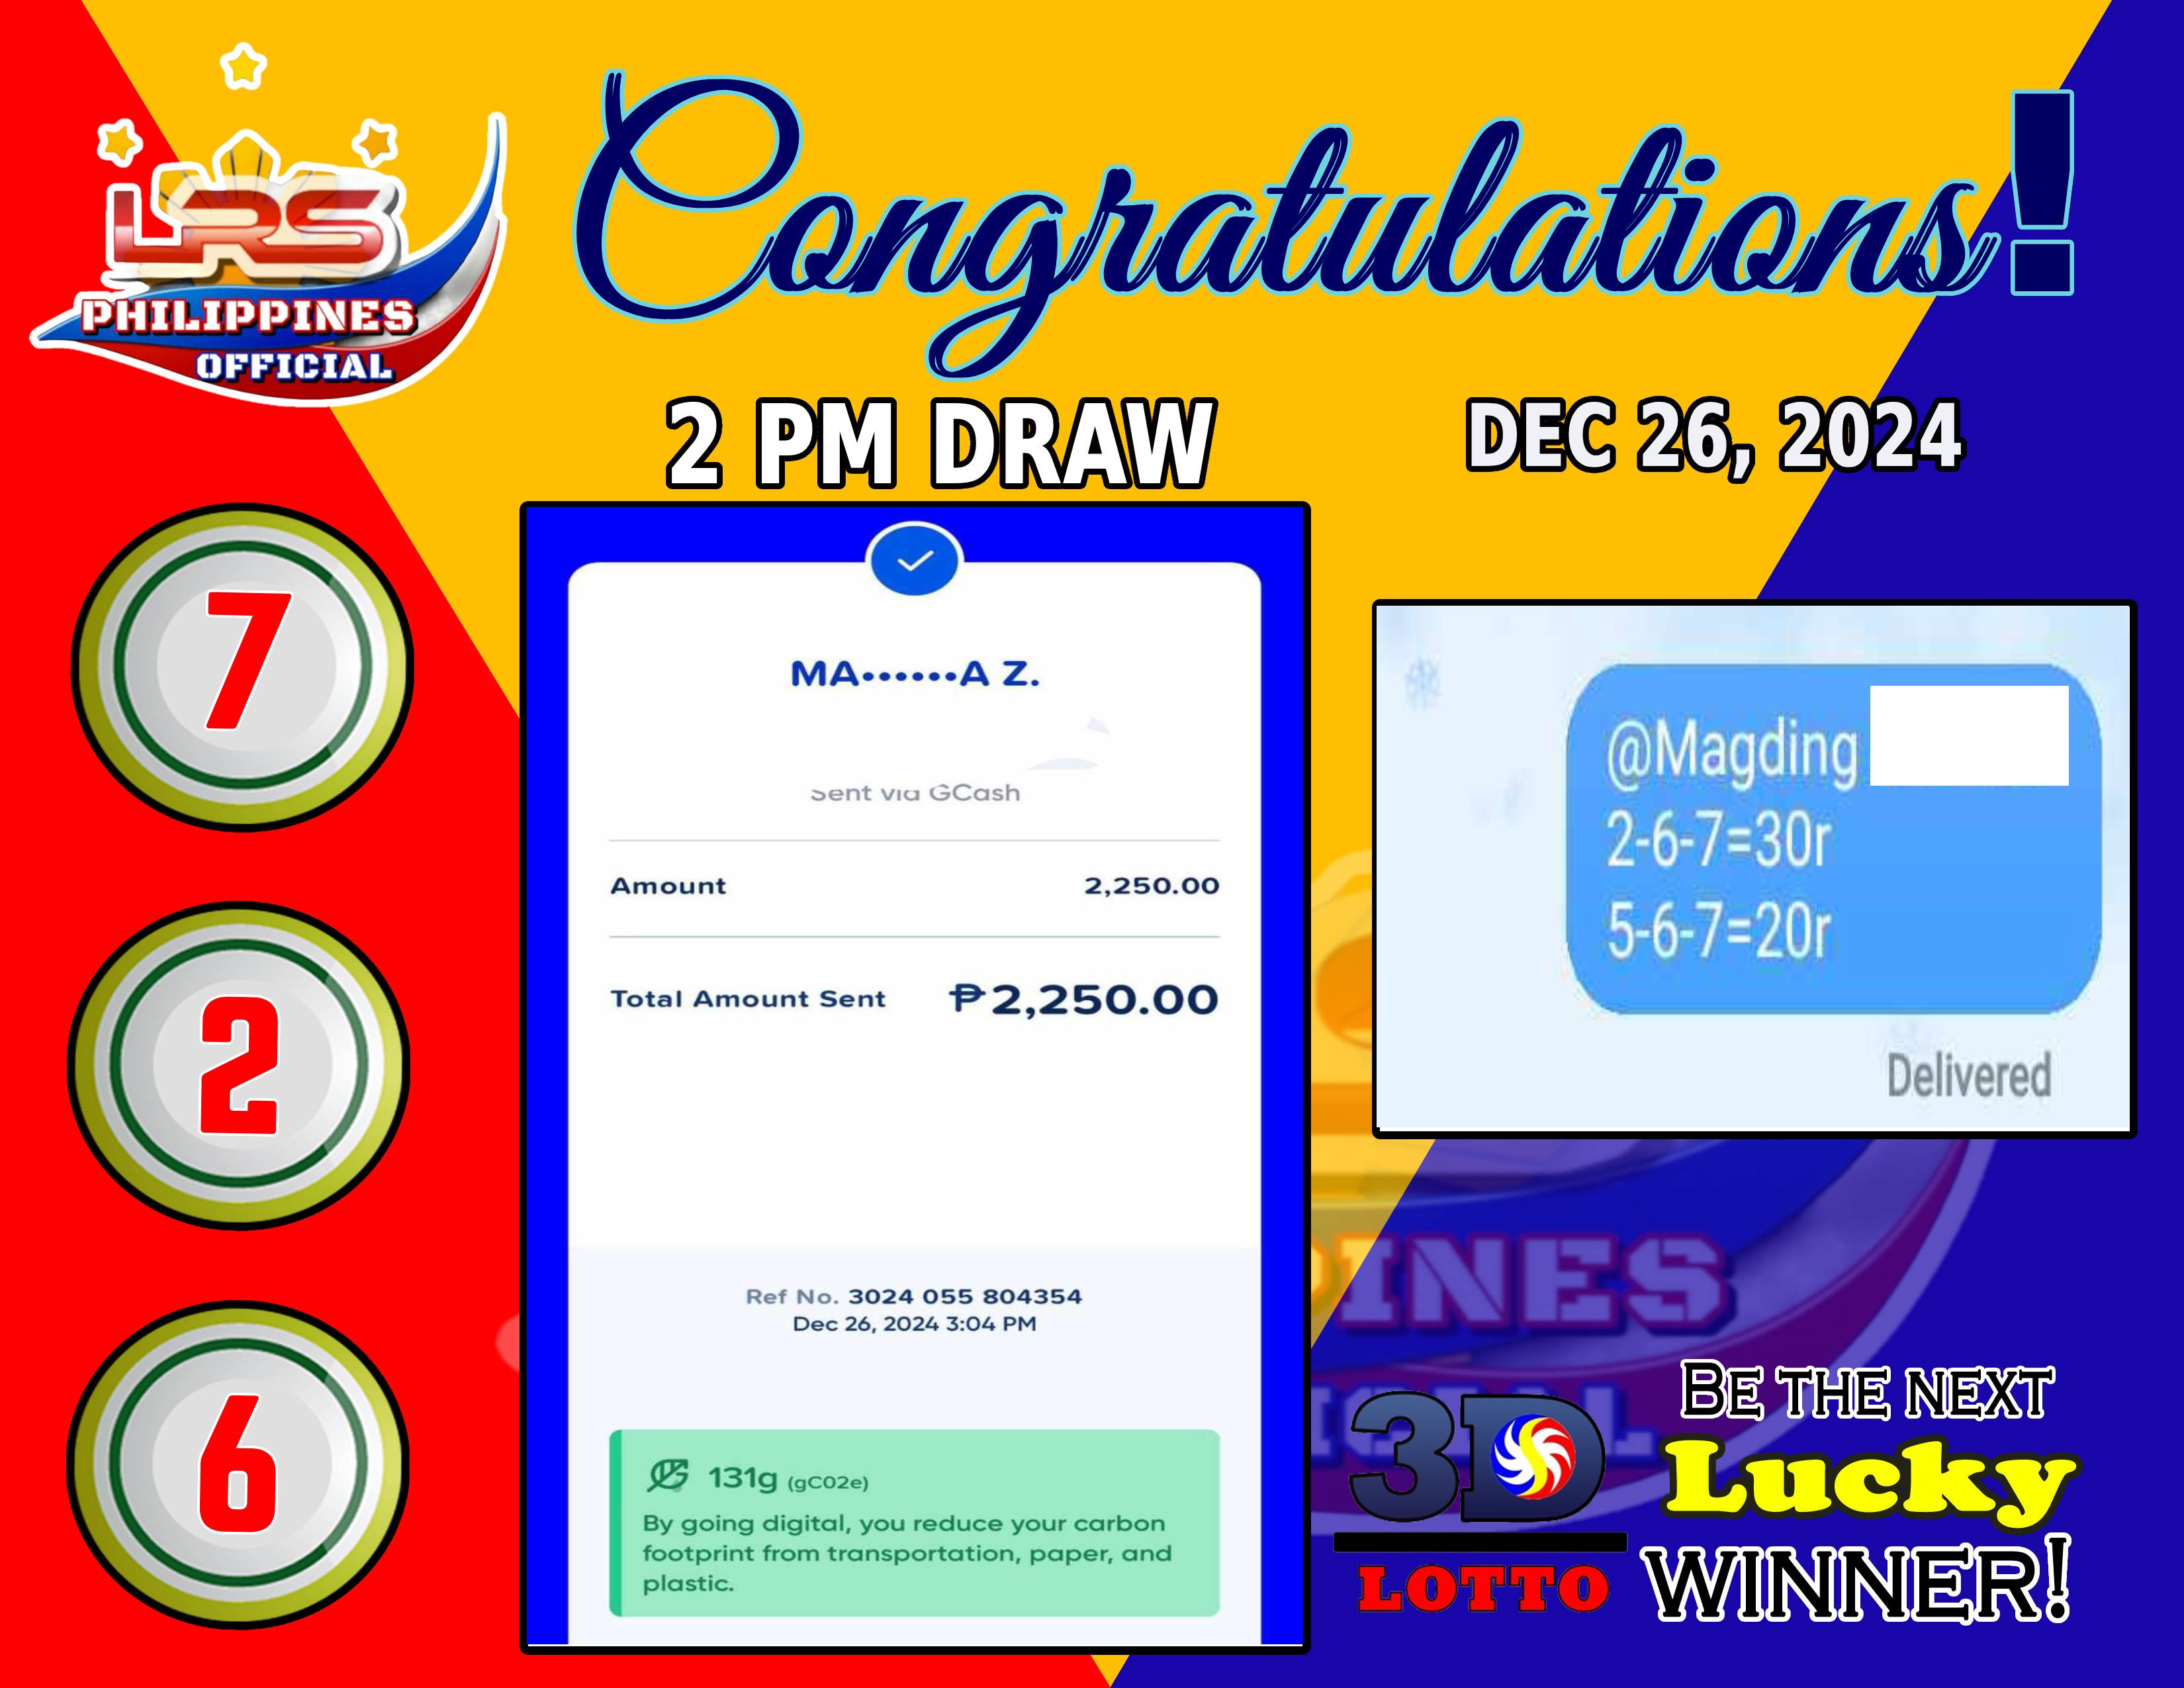 LRS
PHILIPPINES
OFFICIAL
Congratulations!
2 PM DRAW
DEC 26, 2024
7
2
6
MA••••••A Z.
Sent via GCash
Amount 2,250.00
Total Amount Sent ₱2,250.00
Ref No. 3024 055 804354
Dec 26, 2024 3:04 PM
131g (gCO2e)
By going digital, you reduce your carbon
footprint from transportation, paper, and
plastic.
@Magding
2-6-7=30r
5-6-7=20r
Delivered
3D
LOTTO
BE THE NEXT
Lucky
WINNER!